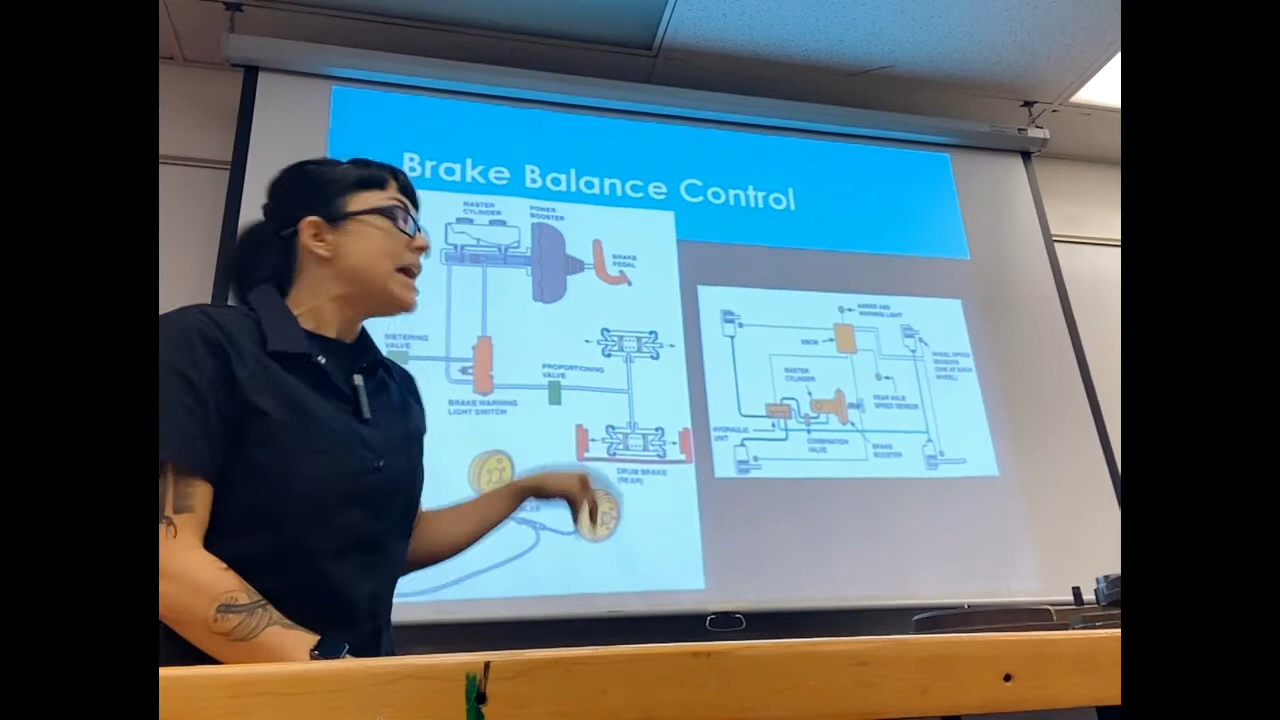 Brake Balance Control
MASTER
CYLINDER
POWER
BOOSTER
BRAKE
PEDAL
METERING
VALVE
PROPORTIONING
VALVE
BRAKE WARNING
LIGHT SWITCH
DRUM BRAKE
(REAR)
AMBER ABS
WARNING LIGHT
EBCM
WHEEL SPEED
SENSORS
(ONE AT EACH
WHEEL)
MASTER
CYLINDER
REAR AXLE
SPEED SENSOR
HYDRAULIC
UNIT
COMBINATION
VALVE
BRAKE
BOOSTER